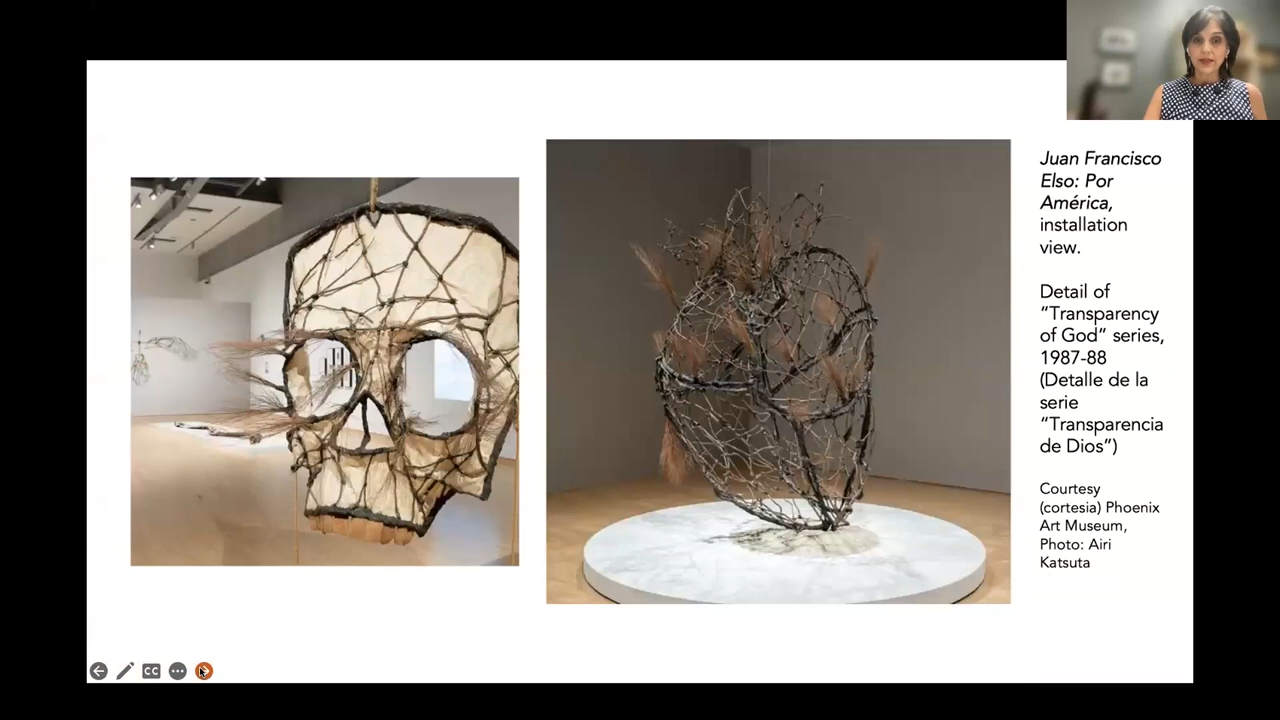 Juan Francisco
Elso: Por
América,
installation
view.
Detail of
“Transparency
of God” series,
1987-88
(Detalle de la
serie
“Transparencia
de Dios”)
Courtesy
(cortesia) Phoenix
Art Museum,
Photo: Airi
Katsuta
CC